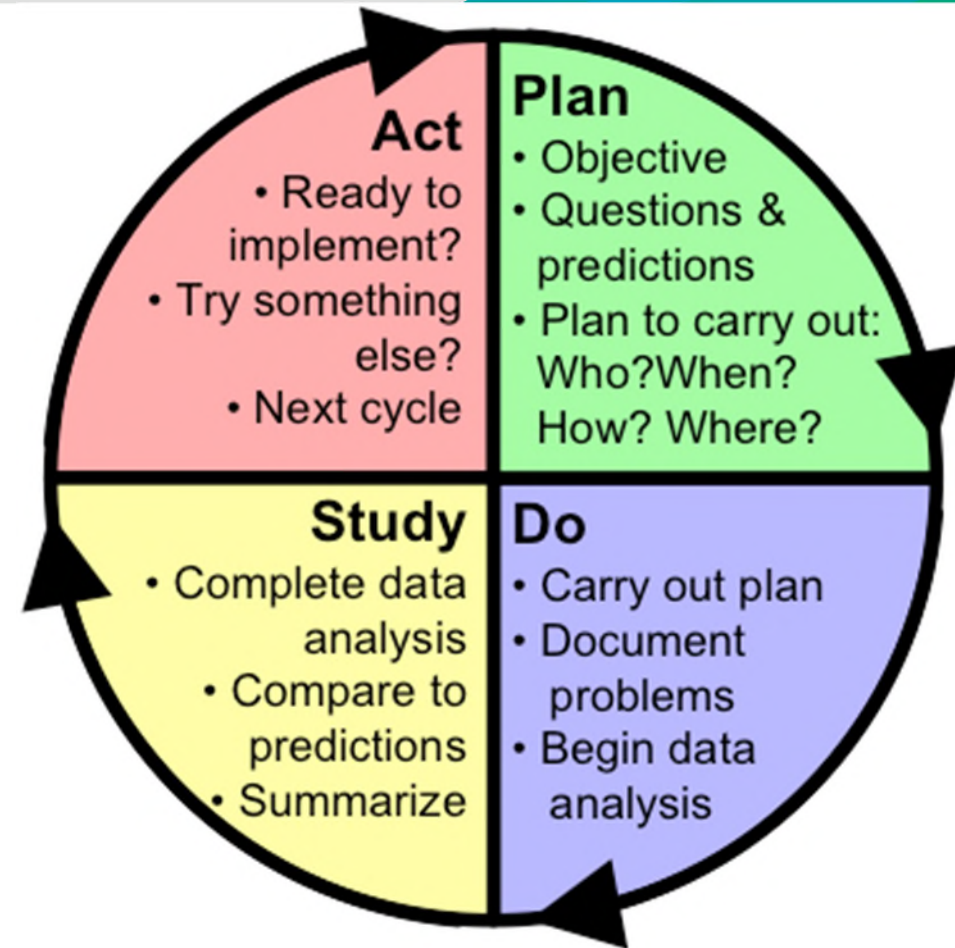 Plan
• Objective
• Questions &
predictions
• Plan to carry out:
Who?When?
How? Where?
Do
• Carry out plan
• Document
problems
• Begin data
analysis
Study
• Complete data
analysis
• Compare to
predictions
• Summarize
Act
• Ready to
implement?
• Try something
else?
• Next cycle